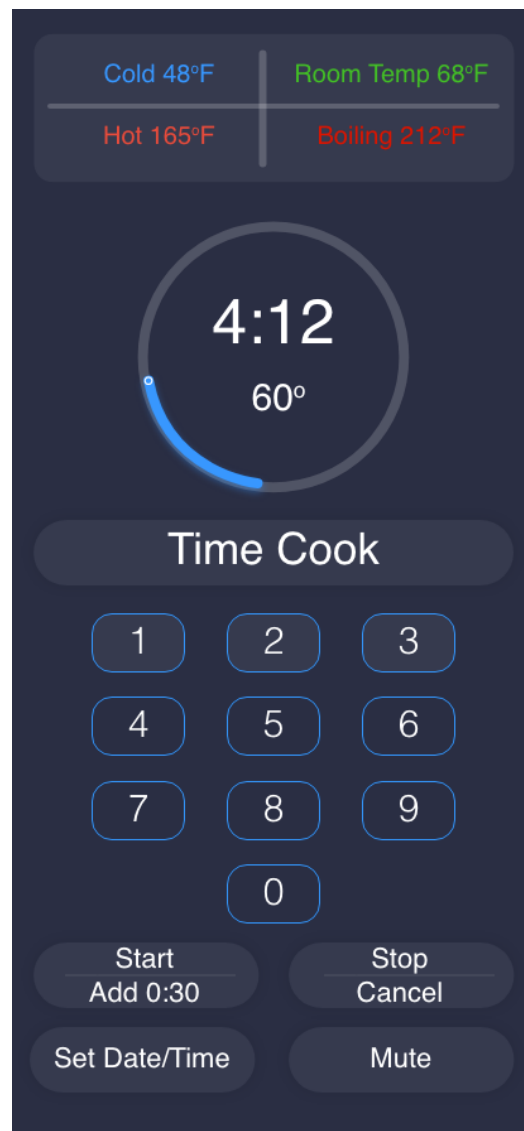 Cold 48°F
Room Temp 68°F
Hot 165°F
Boiling 212°F
4:12
60°
Time Cook
1 2 3
4 5 6
7 8 9
0
Start
Add 0:30
Stop
Cancel
Set Date/Time
Mute